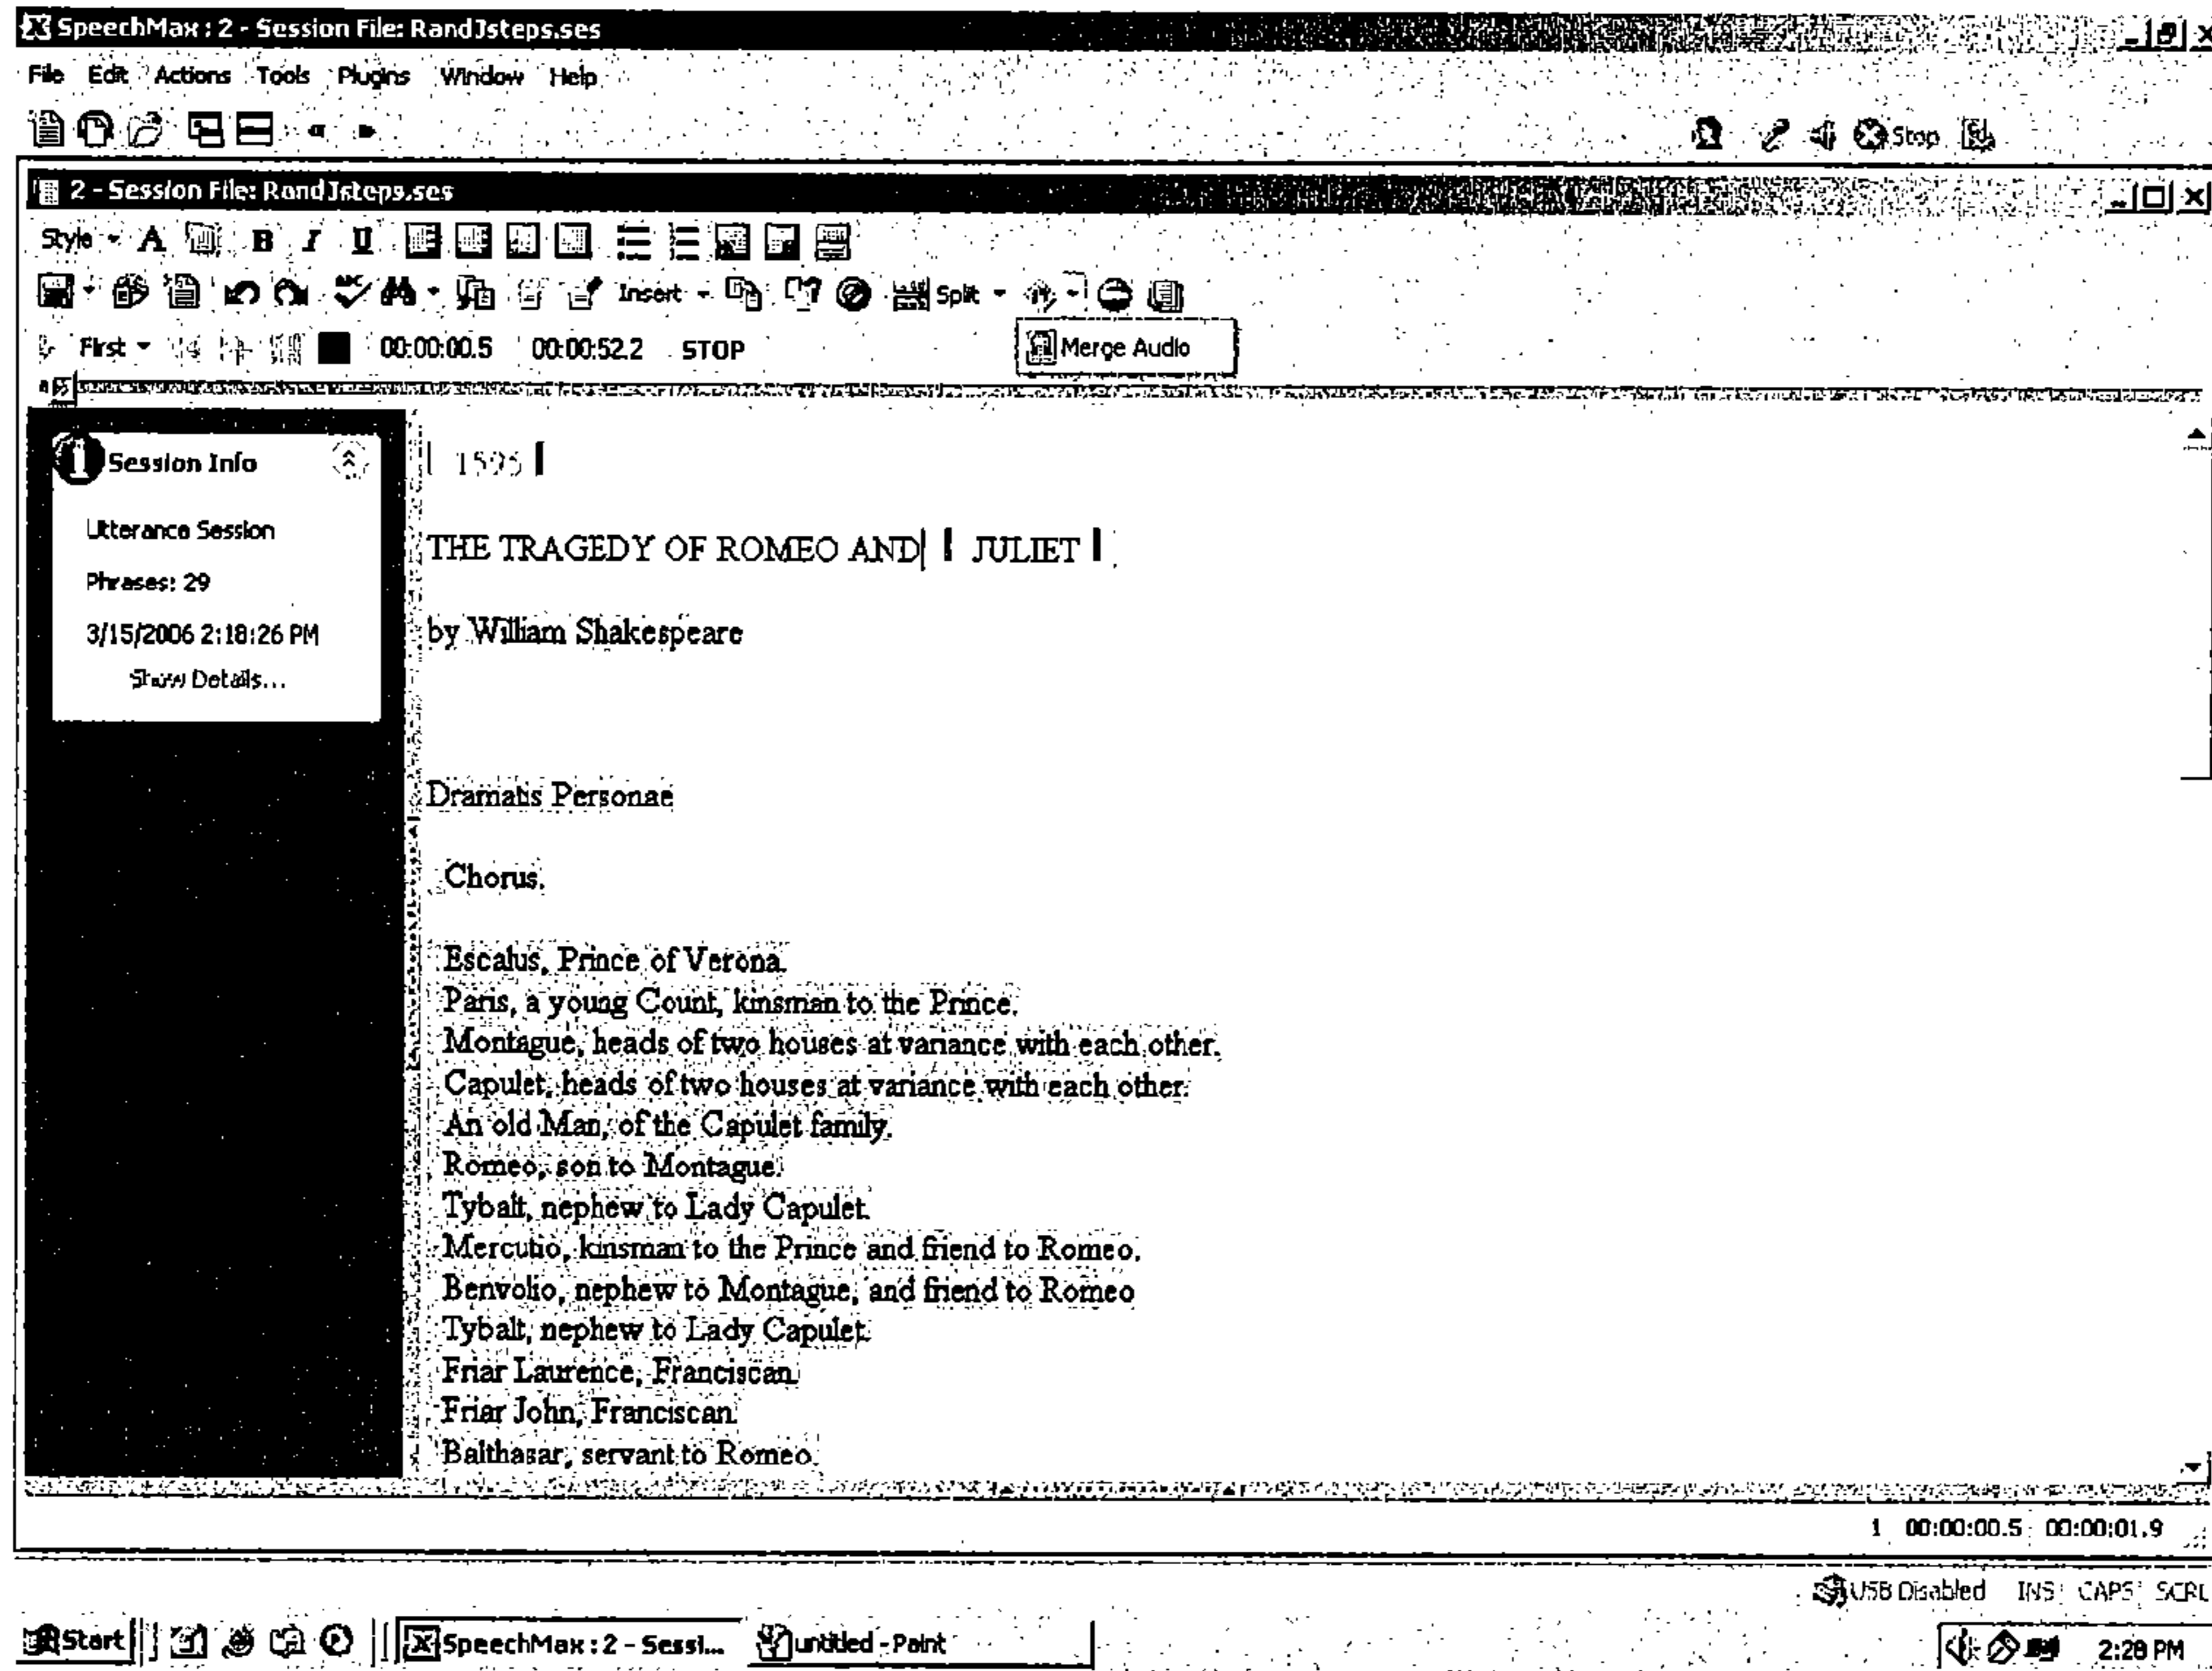 SpeechMax : 2 - Session File: RandJsteps.ses
File Edit Actions Tools Plugins Window Help
Stop
2 - Session File: RandJsteps.ses
Style A B I U
ABC Insert Split
First 00:00:00.5 00:00:52.2 STOP Merge Audio
Session Info
Utterance Session
Phrases: 29
3/15/2006 2:18:26 PM
Show Details...
1595
THE TRAGEDY OF ROMEO AND JULIET
by William Shakespeare
Dramatis Personae
Chorus.
Escalus, Prince of Verona.
Paris, a young Count, kinsman to the Prince.
Montague, heads of two houses at variance with each other.
Capulet, heads of two houses at variance with each other.
An old Man, of the Capulet family.
Romeo, son to Montague.
Tybalt, nephew to Lady Capulet.
Mercutio, kinsman to the Prince and friend to Romeo.
Benvolio, nephew to Montague, and friend to Romeo
Tybalt, nephew to Lady Capulet.
Friar Laurence, Franciscan.
Friar John, Franciscan.
Balthasar, servant to Romeo.
1 00:00:00.5 00:00:01.9
USB Disabled INS CAPS SCRL
Start SpeechMax : 2 - Sessi... untitled - Paint 2:28 PM